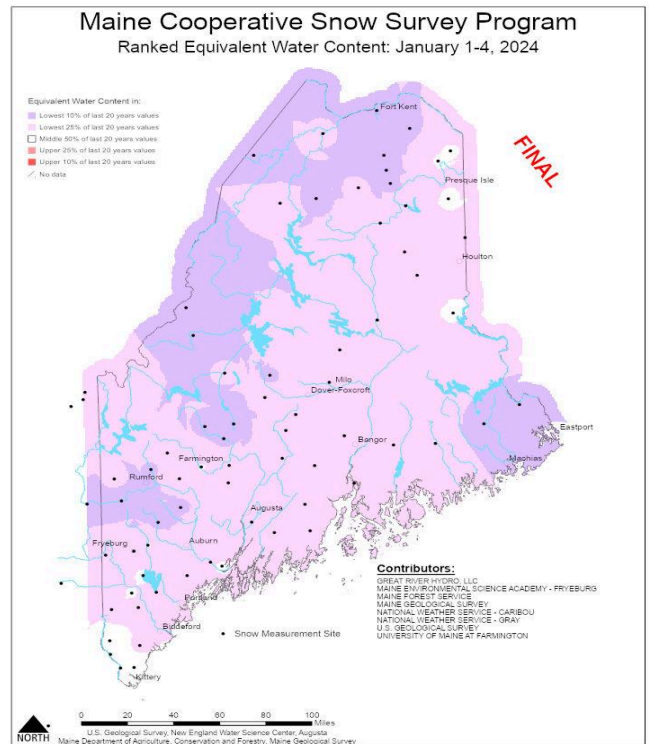 Maine Cooperative Snow Survey Program
Ranked Equivalent Water Content: January 1-4, 2024
Equivalent Water Content in:
Lowest 10% of last 20 years values
Lowest 25% of last 20 years values
Middle 50% of last 20 years values
Upper 25% of last 20 years values
Upper 10% of last 20 years values
No data
FINAL
Fort Kent
Presque Isle
Houlton
Milo
Dover-Foxcroft
Eastport
Bangor
Machias
Farmington
Rumford
Augusta
Fryeburg
Auburn
Portland
Biddeford
Kittery
Snow Measurement Site
Contributors:
GREAT RIVER HYDRO, LLC
MAINE ENVIRONMENTAL SCIENCE ACADEMY - FRYEBURG
MAINE FOREST SERVICE
MAINE GEOLOGICAL SURVEY
NATIONAL WEATHER SERVICE - CARIBOU
NATIONAL WEATHER SERVICE - GRAY
U.S. GEOLOGICAL SURVEY
UNIVERSITY OF MAINE AT FARMINGTON
0 20 40 60 80 100
Miles
NORTH
U.S. Geological Survey, New England Water Science Center, Augusta
Maine Department of Agriculture, Conservation and Forestry, Maine Geological Survey